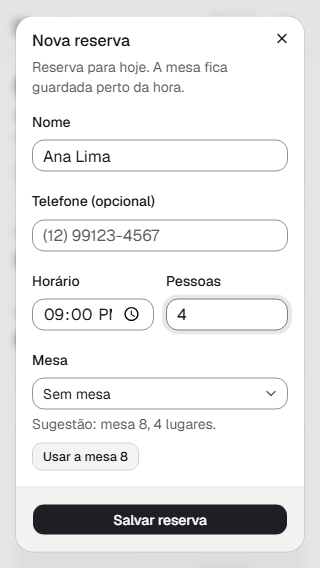 Nova reserva
Reserva para hoje. A mesa fica
guardada perto da hora.
Nome
Ana Lima
Telefone (opcional)
(12) 99123-4567
Horário Pessoas
09:00 4
Mesa
Sem mesa
Sugestão: mesa 8, 4 lugares.
Usar a mesa 8
Salvar reserva